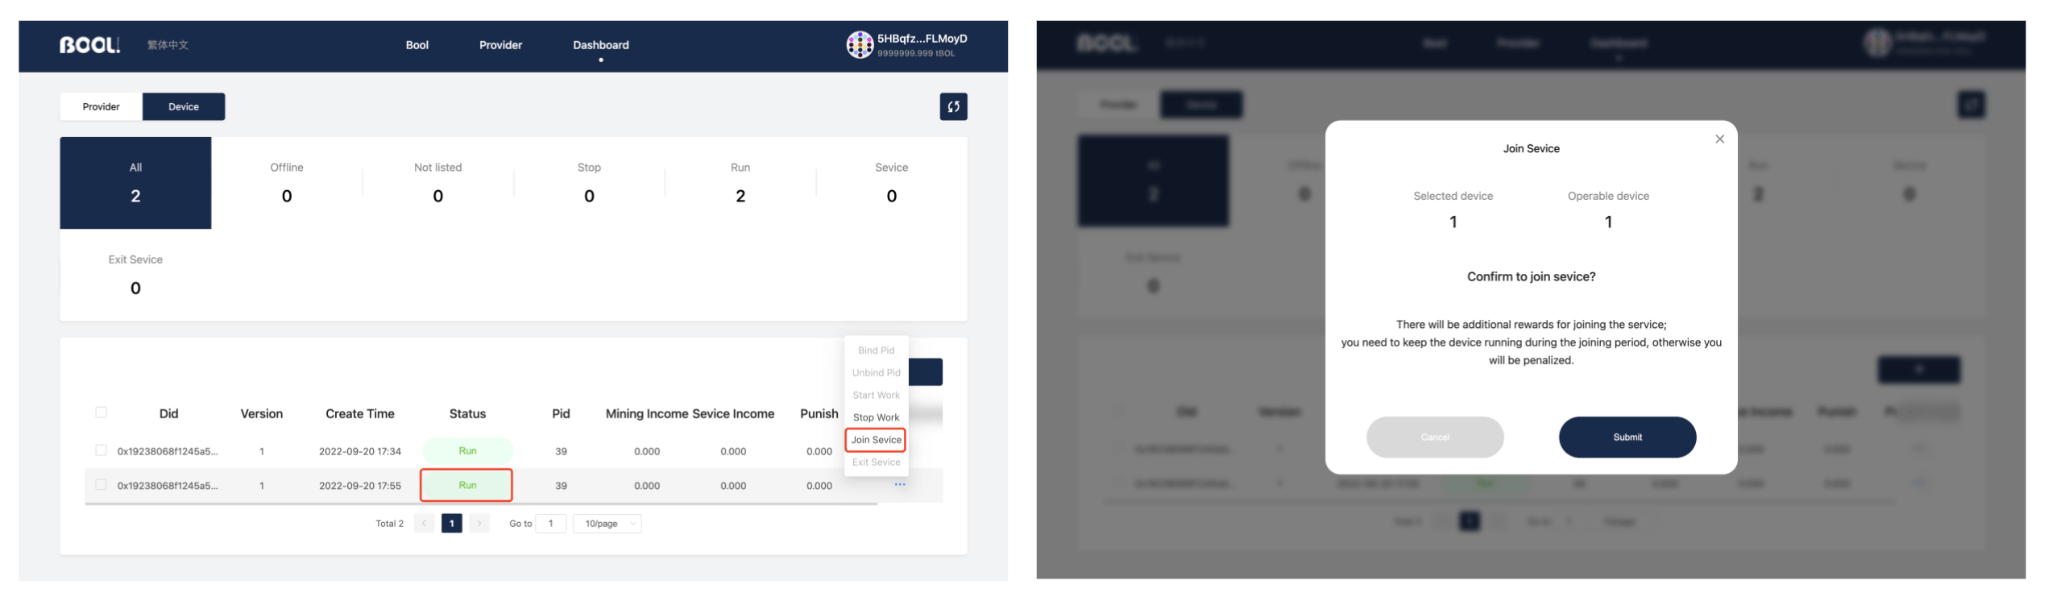 BOOL 繁体中文 Bool Provider Dashboard 5HBqfz...FLMoyD
9999999.999 tBOL
Provider Device
All Offline Not listed Stop Run Sevice
2 0 0 0 2 0
Exit Sevice
0
Bind Pid
Unbind Pid
Start Work
Stop Work
Join Sevice
Exit Sevice
Did Version Create Time Status Pid Mining Income Sevice Income Punish
0x19238068f1245a5... 1 2022-09-20 17:34 Run 39 0.000 0.000 0.000
0x19238068f1245a5... 1 2022-09-20 17:55 Run 39 0.000 0.000 0.000 ...
Total 2 < 1 > Go to 1 10/page
Join Sevice
Selected device Operable device
1 1
Confirm to join sevice?
There will be additional rewards for joining the service;
you need to keep the device running during the joining period, otherwise you
will be penalized.
Cancel Submit